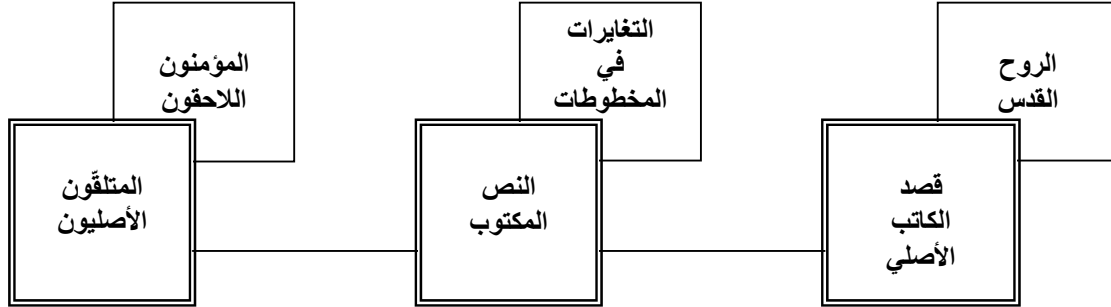 الروح
القدس
التغايرات
في
المخطوطات
المؤمنون
اللاحقون
قصد
الكاتب
الأصلي
النص
المكتوب
المتلقّون
الأصليون